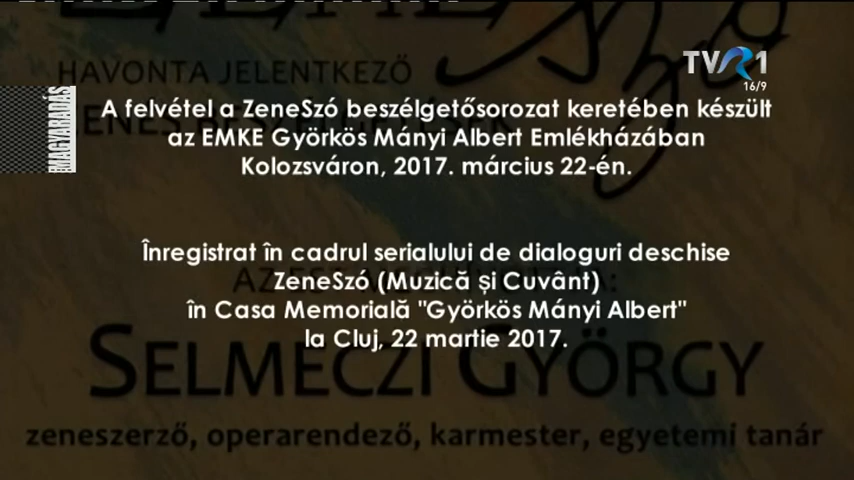 HAVONTA JELENTKEZŐ
TVR1
16/9
MAGYARADÁS
A felvétel a ZeneSzó beszélgetősorozat keretében készült
az EMKE Györkös Mányi Albert Emlékházában
Kolozsváron, 2017. március 22-én.
Înregistrat în cadrul serialului de dialoguri deschise
ZeneSzó (Muzică și Cuvânt)
în Casa Memorială "Györkös Mányi Albert"
la Cluj, 22 martie 2017.
SELMECZI GYÖRGY
zeneszerző, operarendező, karmester, egyetemi tanár